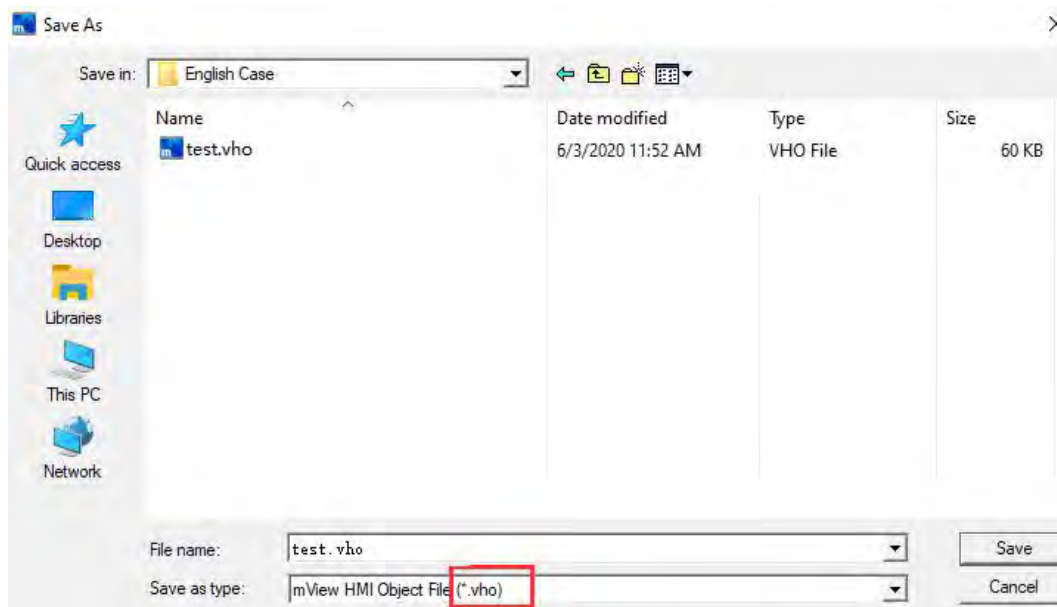 Save As
Save in: English Case
Name Date modified Type Size
test.vho 6/3/2020 11:52 AM VHO File 60 KB
Quick access
Desktop
Libraries
This PC
Network
File name: test.vho Save
Save as type: mView HMI Object File (*.vho) Cancel